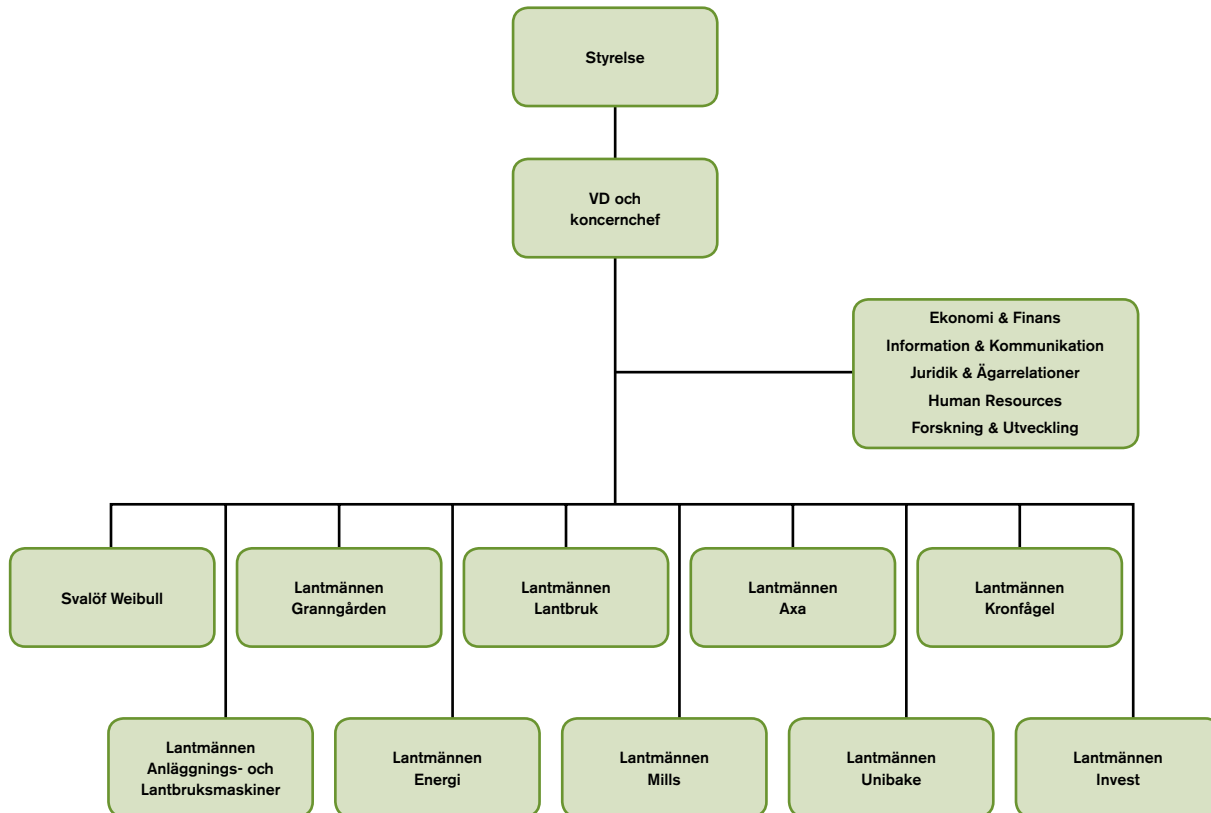 Styrelse
VD och
koncernchef
Ekonomi & Finans
Information & Kommunikation
Juridik & Ägarrelationer
Human Resources
Forskning & Utveckling
Svalöf Weibull
Lantmännen
Granngården
Lantmännen
Lantbruk
Lantmännen
Axa
Lantmännen
Kronfågel
Lantmännen
Anläggnings- och
Lantbruksmaskiner
Lantmännen
Energi
Lantmännen
Mills
Lantmännen
Unibake
Lantmännen
Invest